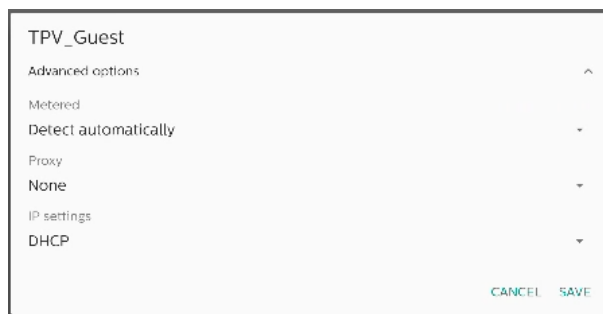 TPV_Guest
Advanced options
Metered
Detect automatically
Proxy
None
IP settings
DHCP
CANCEL SAVE